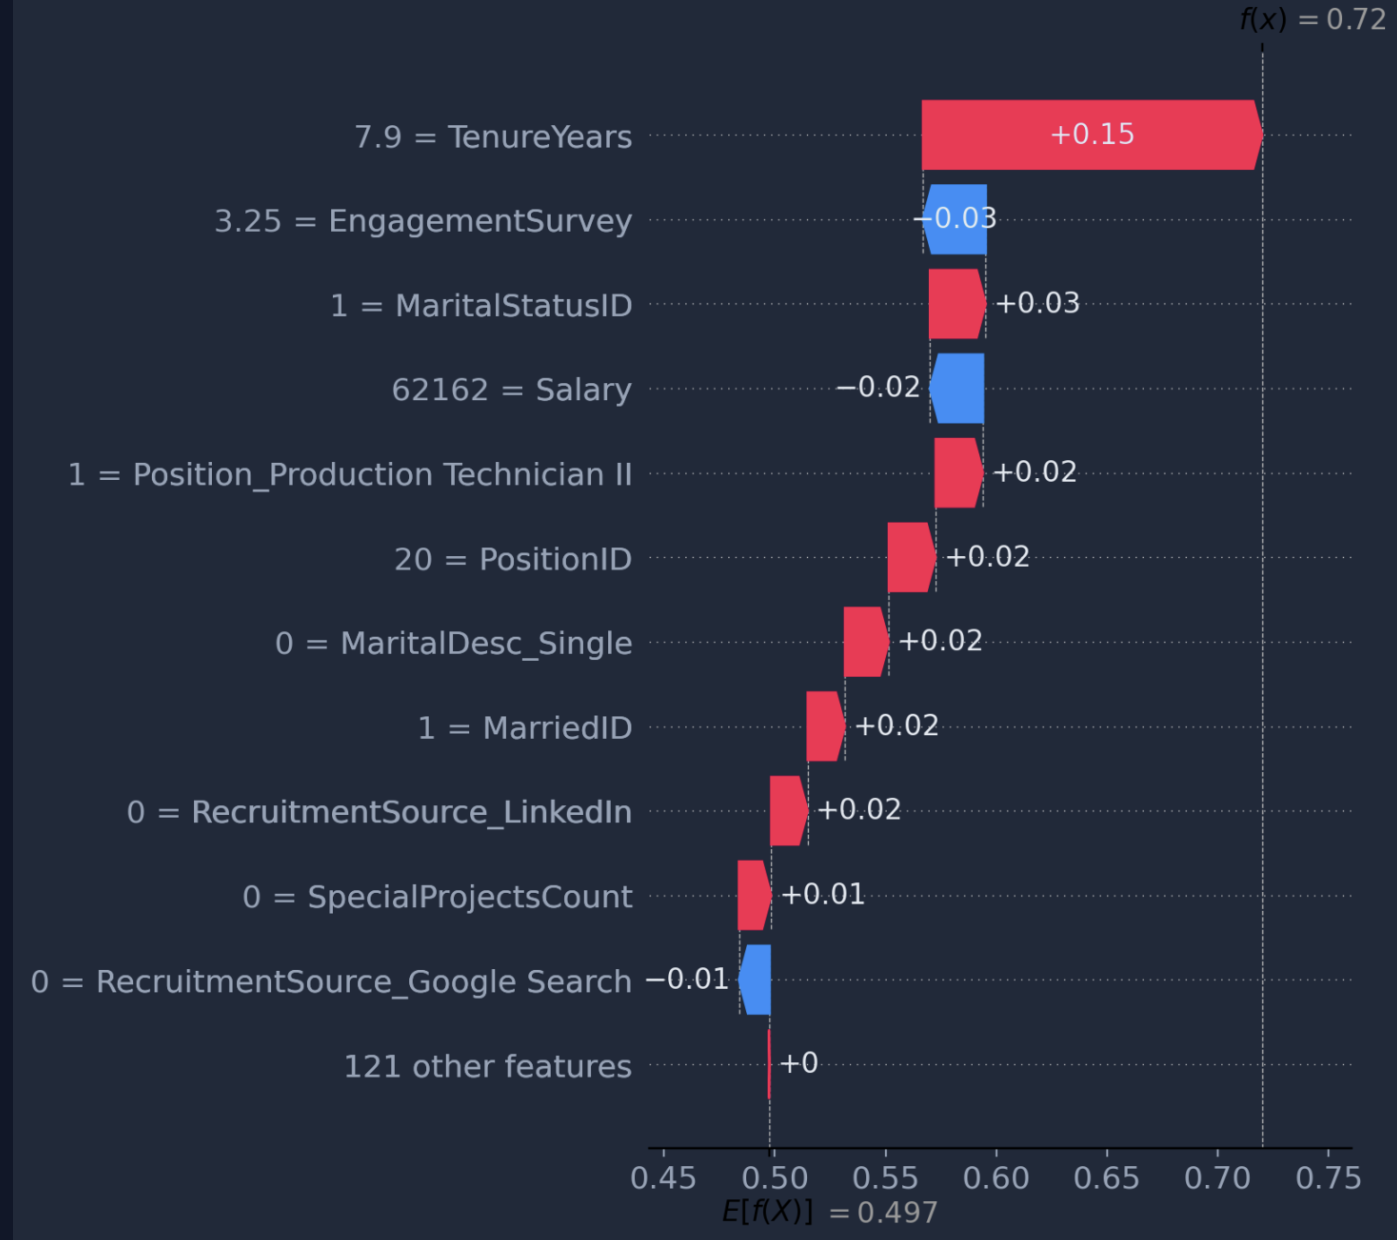 f(x) = 0.72
7.9 = TenureYears
+0.15
3.25 = EngagementSurvey
−0.03
1 = MaritalStatusID
+0.03
62162 = Salary
−0.02
1 = Position_Production Technician II
+0.02
20 = PositionID
+0.02
0 = MaritalDesc_Single
+0.02
1 = MarriedID
+0.02
0 = RecruitmentSource_LinkedIn
+0.02
0 = SpecialProjectsCount
+0.01
0 = RecruitmentSource_Google Search
−0.01
121 other features
+0
0.45 0.50 0.55 0.60 0.65 0.70 0.75
E[f(X)] = 0.497